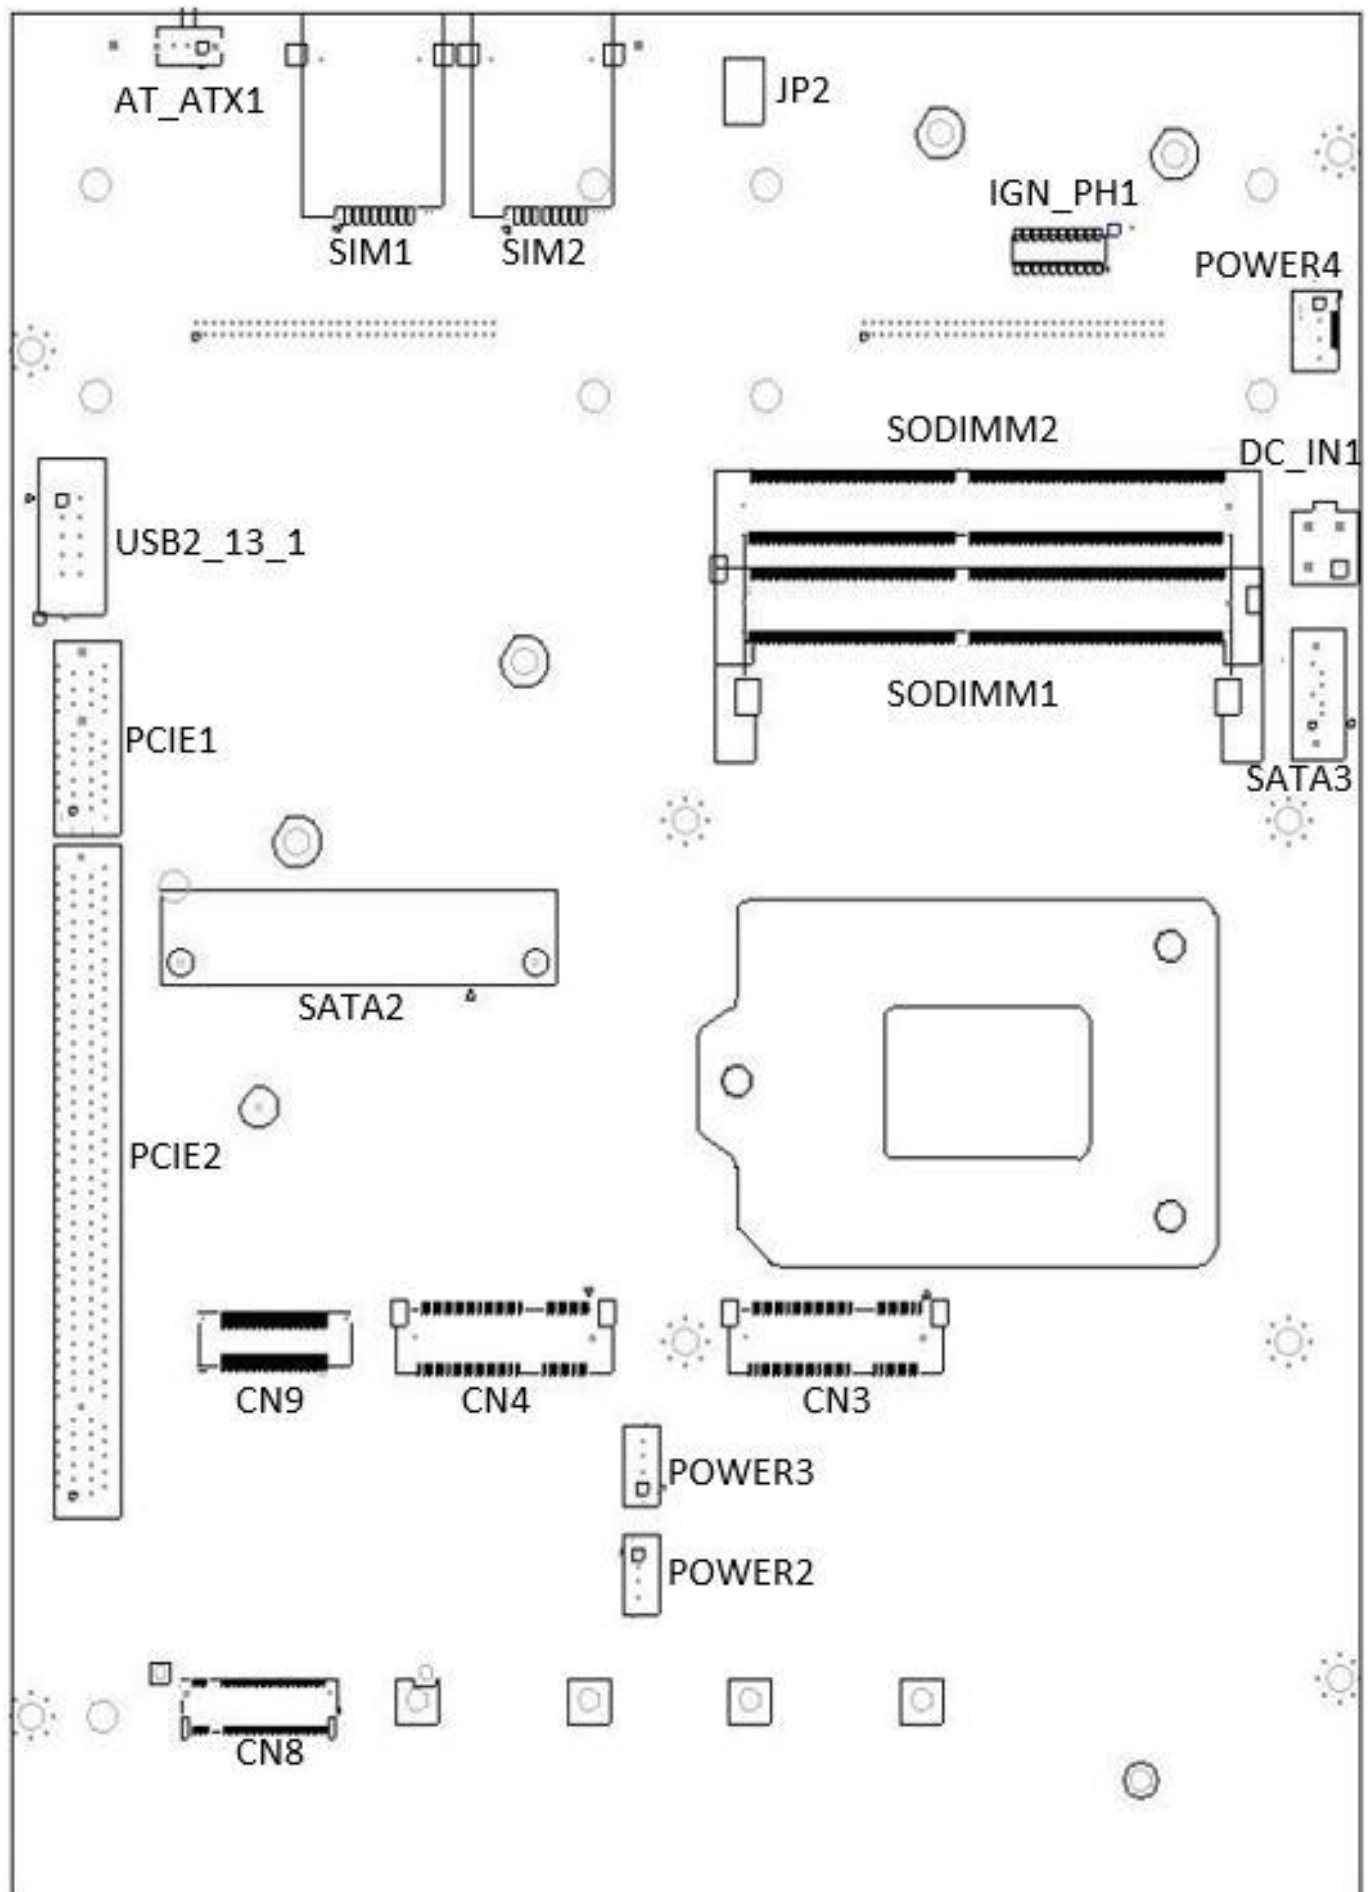 JP2
AT_ATX1
IGN_PH1
SIM1
SIM2
POWER4
SODIMM2
DC_IN1
USB2_13_1
SODIMM1
PCIE1
SATA3
SATA2
PCIE2
CN9
CN4
CN3
POWER3
POWER2
CN8